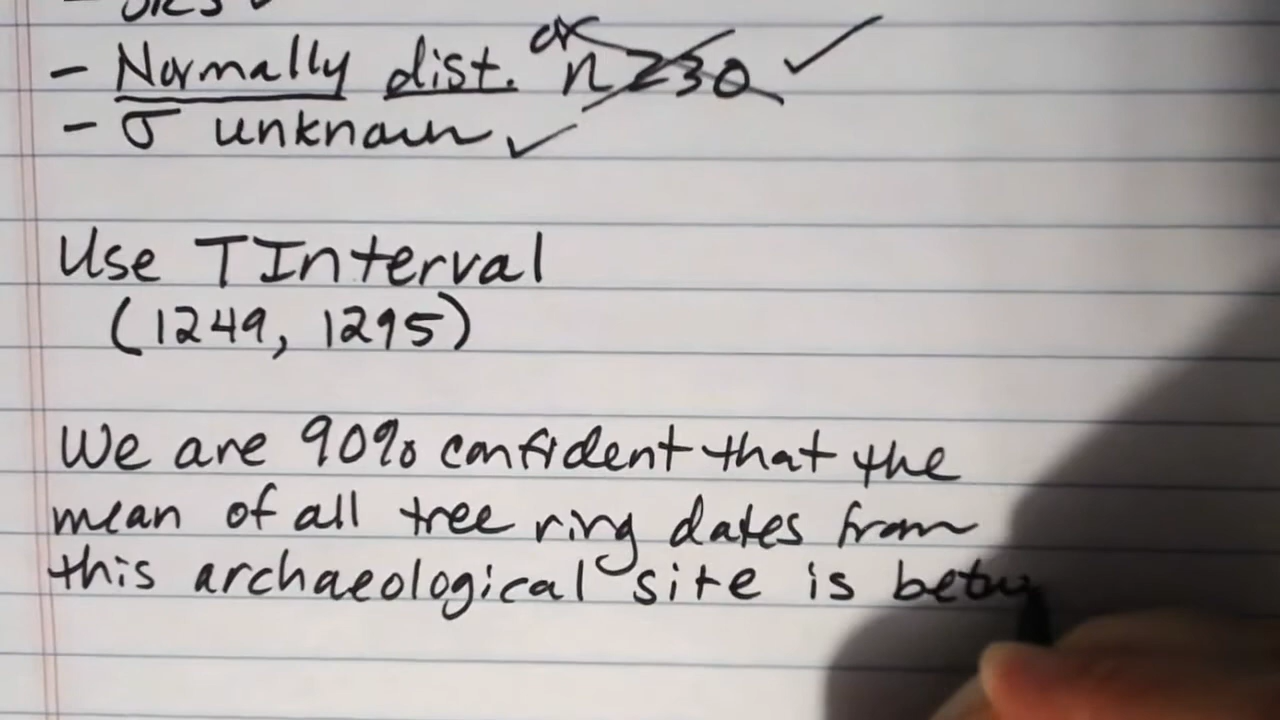 - Normally dist. or n≥30 ✓
- σ unknown ✓
Use TInterval
(1249, 1295)
We are 90% confident that the
mean of all tree ring dates from
this archaeological site is betw